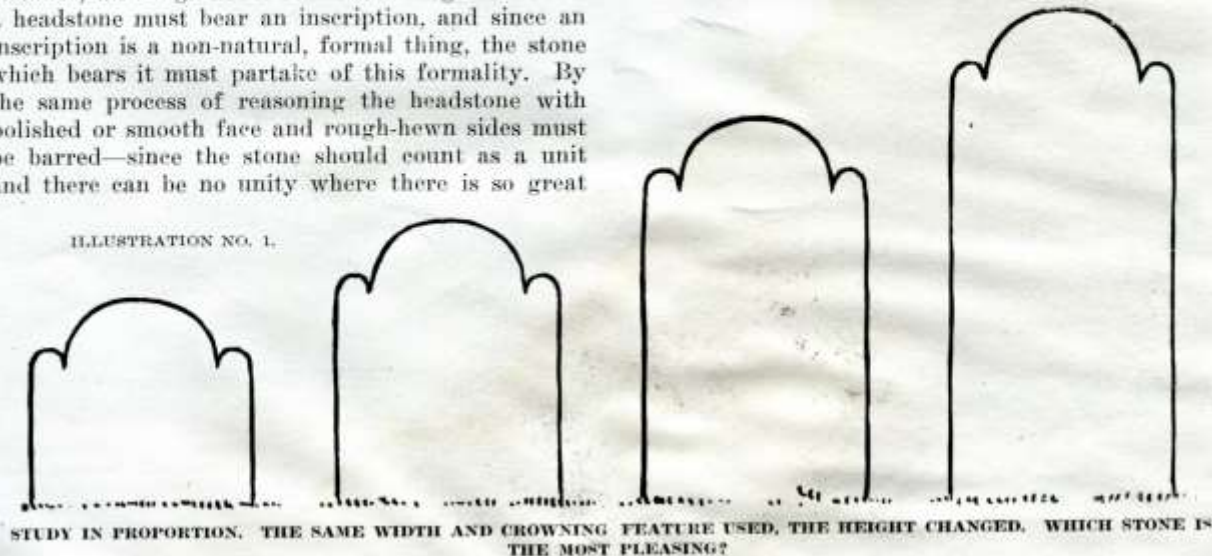 headstone must bear an inscription, and since an
inscription is a non-natural, formal thing, the stone
which bears it must partake of this formality. By
the same process of reasoning the headstone with
polished or smooth face and rough-hewn sides must
be barred—since the stone should count as a unit
and there can be no unity where there is so great
ILLUSTRATION NO. 1.
STUDY IN PROPORTION. THE SAME WIDTH AND CROWNING FEATURE USED, THE HEIGHT CHANGED. WHICH STONE IS
THE MOST PLEASING?